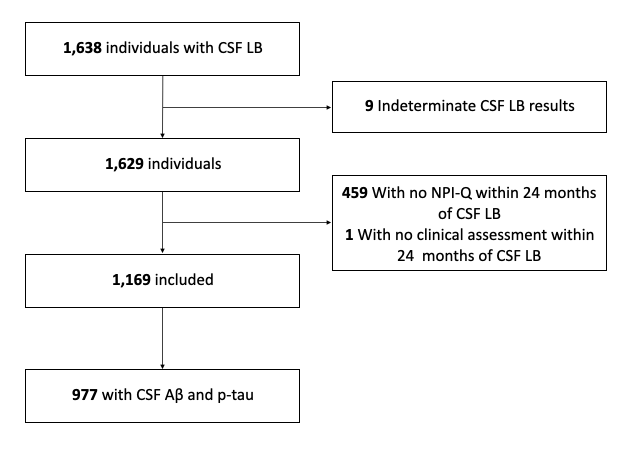 1,638 individuals with CSF LB
9 Indeterminate CSF LB results
1,629 individuals
459 With no NPI-Q within 24 months
of CSF LB
1 With no clinical assessment within
24 months of CSF LB
1,169 included
977 with CSF Aβ and p-tau